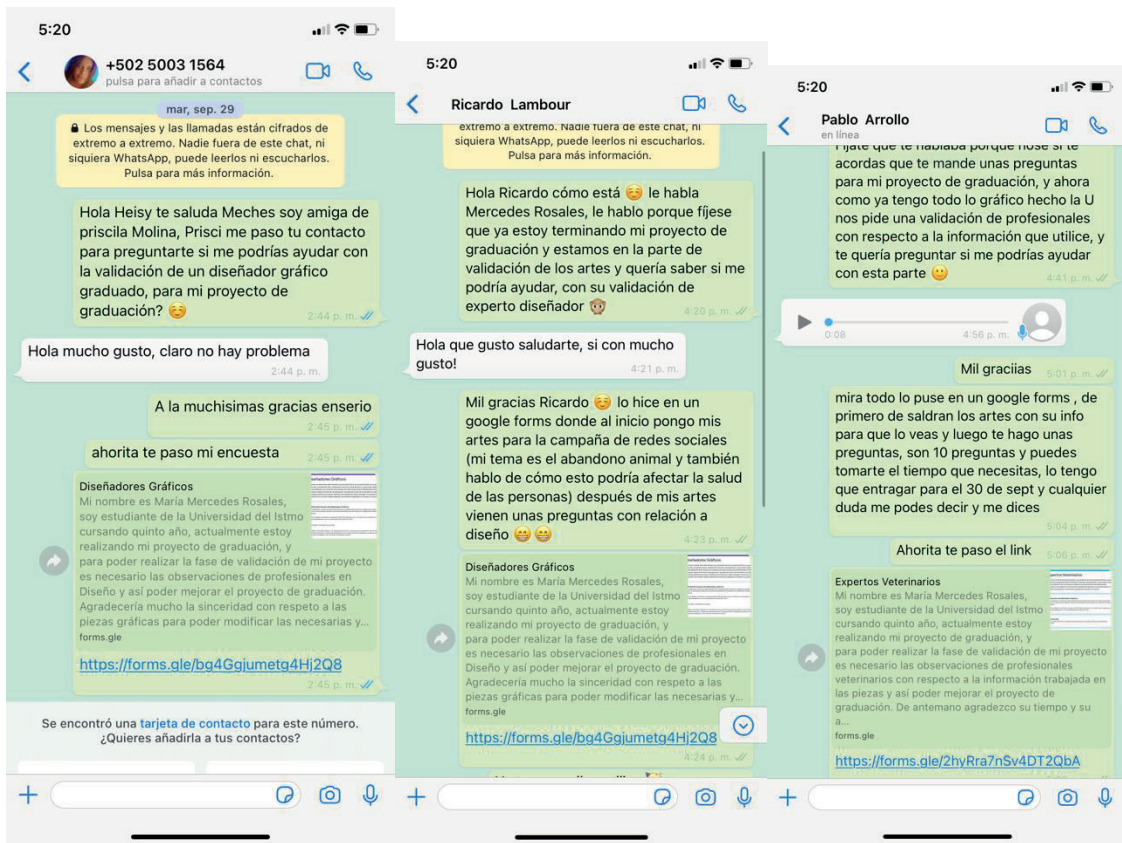 5:20
+502 5003 1564
pulsa para añadir a contactos
mar, sep. 29
Los mensajes y las llamadas están cifrados de
extremo a extremo. Nadie fuera de este chat, ni
siquiera WhatsApp, puede leerlos ni escucharlos.
Pulsa para más información.
Hola Heisy te saluda Meches soy amiga de
priscila Molina, Prisci me paso tu contacto
para preguntarte si me podrías ayudar con
la validación de un diseñador gráfico
graduado, para mi proyecto de
graduación? ☺️
2:44 p. m.
Hola mucho gusto, claro no hay problema
2:44 p. m.
A la muchisimas gracias enserio
2:45 p. m.
ahorita te paso mi encuesta
2:45 p. m.
Diseñadores Gráficos
Mi nombre es María Mercedes Rosales,
soy estudiante de la Universidad del Istmo
cursando quinto año, actualmente estoy
realizando mi proyecto de graduación, y
para poder realizar la fase de validación de mi proyecto
es necesario las observaciones de profesionales en
Diseño y así poder mejorar el proyecto de graduación.
Agradecería mucho la sinceridad con respeto a las
piezas gráficas para poder modificar las necesarias y...
forms.gle
https://forms.gle/bg4Ggjumetg4Hj2Q8
2:45 p. m.
Se encontró una tarjeta de contacto para este número.
¿Quieres añadirla a tus contactos?
5:20
Ricardo Lambour
extremo a extremo. Nadie fuera de este chat, ni
siquiera WhatsApp, puede leerlos ni escucharlos.
Pulsa para más información.
Hola Ricardo cómo está ☺️ le habla
Mercedes Rosales, le hablo porque fíjese
que ya estoy terminando mi proyecto de
graduación y estamos en la parte de
validación de los artes y quería saber si me
podría ayudar, con su validación de
experto diseñador 🙊
4:20 p. m.
Hola que gusto saludarte, si con mucho
gusto!
4:21 p. m.
Mil gracias Ricardo ☺️ lo hice en un
google forms donde al inicio pongo mis
artes para la campaña de redes sociales
(mi tema es el abandono animal y también
hablo de cómo esto podría afectar la salud
de las personas) después de mis artes
vienen unas preguntas con relación a
diseño 😁😁
4:23 p. m.
Diseñadores Gráficos
Mi nombre es María Mercedes Rosales,
soy estudiante de la Universidad del Istmo
cursando quinto año, actualmente estoy
realizando mi proyecto de graduación, y
para poder realizar la fase de validación de mi proyecto
es necesario las observaciones de profesionales en
Diseño y así poder mejorar el proyecto de graduación.
Agradecería mucho la sinceridad con respeto a las
piezas gráficas para poder modificar las necesarias y...
forms.gle
https://forms.gle/bg4Ggjumetg4Hj2Q8
4:24 p. m.
5:20
Pablo Arrollo
en línea
Fíjate que te hablaba porque nose si te
acordas que te mande unas preguntas
para mi proyecto de graduación, y ahora
como ya tengo todo lo gráfico hecho la U
nos pide una validación de profesionales
con respecto a la información que utilice, y
te quería preguntar si me podrías ayudar
con esta parte 🙂
4:41 p. m.
0:08
4:56 p. m.
Mil graciias
5:01 p. m.
mira todo lo puse en un google forms , de
primero de saldran los artes con su info
para que lo veas y luego te hago unas
preguntas, son 10 preguntas y puedes
tomarte el tiempo que necesitas, lo tengo
que entragar para el 30 de sept y cualquier
duda me podes decir y me dices
5:04 p. m.
Ahorita te paso el link
5:06 p. m.
Expertos Veterinarios
Mi nombre es María Mercedes Rosales,
soy estudiante de la Universidad del Istmo
cursando quinto año, actualmente estoy
realizando mi proyecto de graduación, y
para poder realizar la fase de validación de mi proyecto
es necesario las observaciones de profesionales
veterinarios con respecto a la información trabajada en
las piezas y así poder mejorar el proyecto de
graduación. De antemano agradezco su tiempo y su
a...
forms.gle
https://forms.gle/2hyRra7nSv4DT2QbA